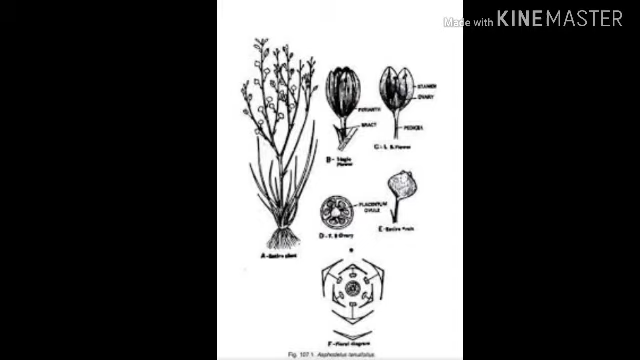 Made with KINEMASTER
STAMEN
OVARY
PERIANTH
BRACT
PEDICEL
B - Single
Flower
C - L. S. Flower
PLACENTUM
OVULE
D - T. S Ovary
E - Entire Fruit
A - Entire plant
F - Floral diagram
Fig. 107.1. Asphodelus tenuifolius.